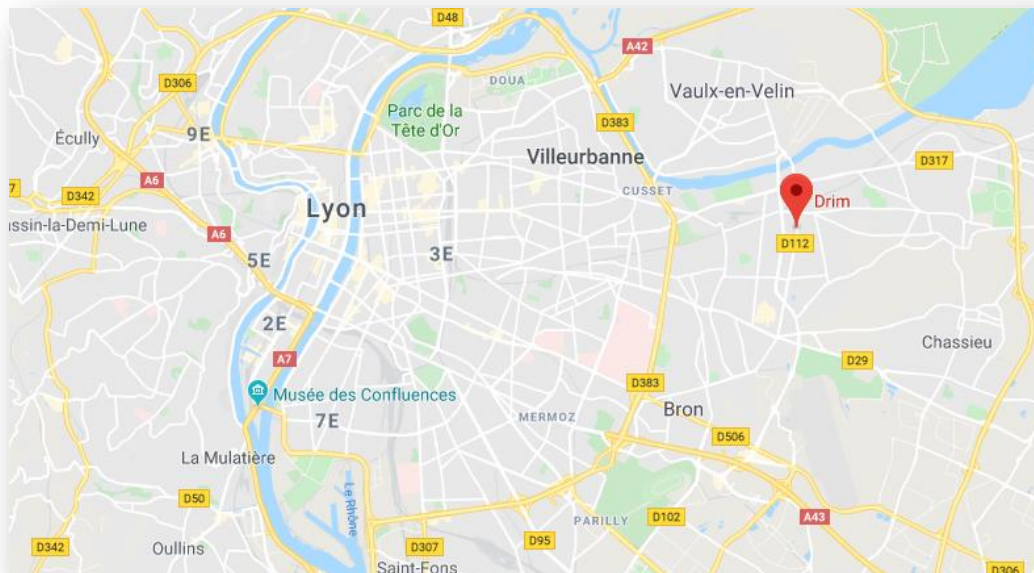 D48
A42
D306
DOUA
Vaulx-en-Velin
Parc de la
Tête d'Or
9E
D383
Écully
Villeurbanne
D317
A6
CUSSET
7
D342
Drim
Lyon
ssin-la-Demi-Lune
A6
D112
3E
5E
2E
Chassieu
A7
D29
D383
Musée des Confluences
Bron
7E
MERMOZ
D506
La Mulatière
Le Rhône
D50
PARILLY
D102
A43
D342
Oullins
D307
D95
Saint-Fons
D306